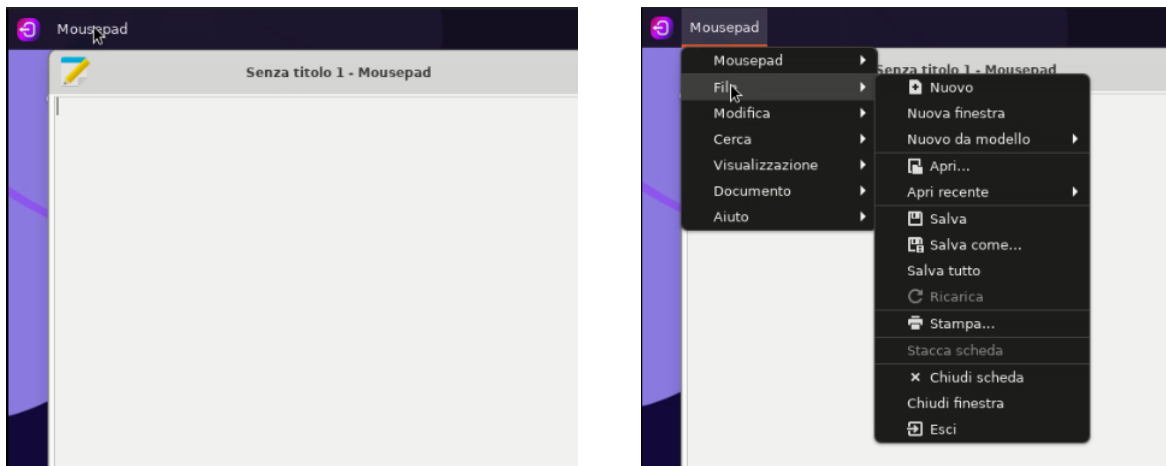 Mousepad
Senza titolo 1 - Mousepad
Mousepad
Senza titolo 1 - Mousepad
Mousepad
File
Modifica
Cerca
Visualizzazione
Documento
Aiuto
Nuovo
Nuova finestra
Nuovo da modello
Apri...
Apri recente
Salva
Salva come...
Salva tutto
Ricarica
Stampa...
Stacca scheda
Chiudi scheda
Chiudi finestra
Esci